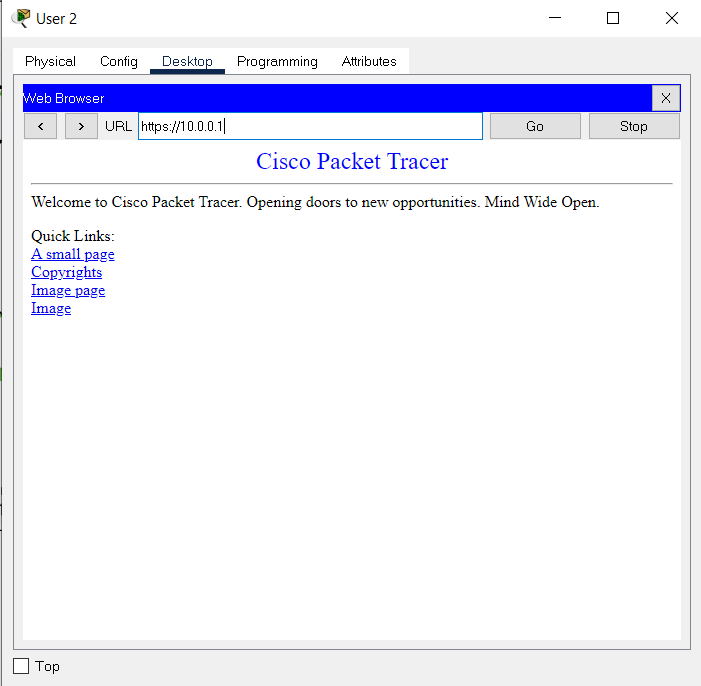 User 2
Physical Config Desktop Programming Attributes
Web Browser X
< > URL https://10.0.0.1 Go Stop
Cisco Packet Tracer
Welcome to Cisco Packet Tracer. Opening doors to new opportunities. Mind Wide Open.
Quick Links:
A small page
Copyrights
Image page
Image
Top